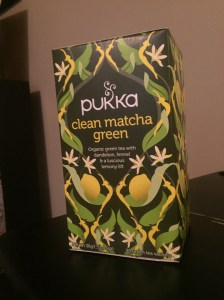 pukka
clean matcha
green
Organic green tea with
dandelion, fennel
& a luscious
lemony lift